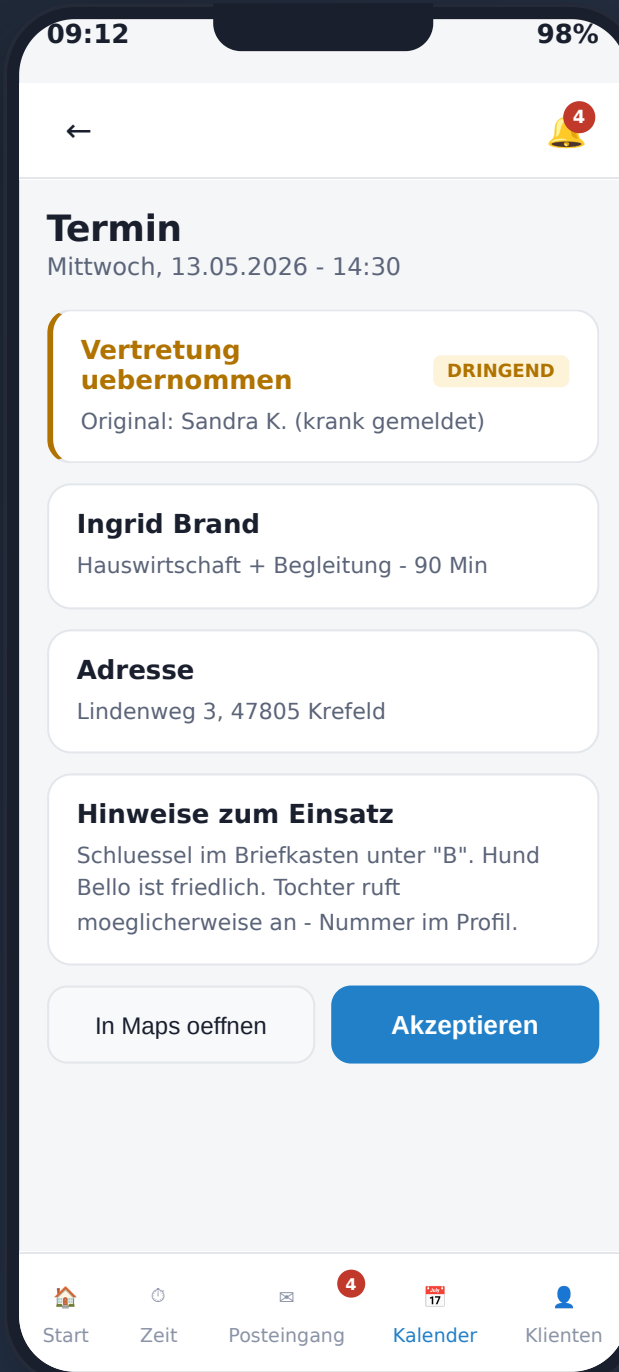 09:12
98%
←
4
Termin
Mittwoch, 13.05.2026 - 14:30
Vertretung
uebernommen
DRINGEND
Original: Sandra K. (krank gemeldet)
Ingrid Brand
Hauswirtschaft + Begleitung - 90 Min
Adresse
Lindenweg 3, 47805 Krefeld
Hinweise zum Einsatz
Schluessel im Briefkasten unter "B". Hund
Bello ist friedlich. Tochter ruft
moeglicherweise an - Nummer im Profil.
In Maps oeffnen
Akzeptieren
4
Start
Zeit
Posteingang
Kalender
Klienten